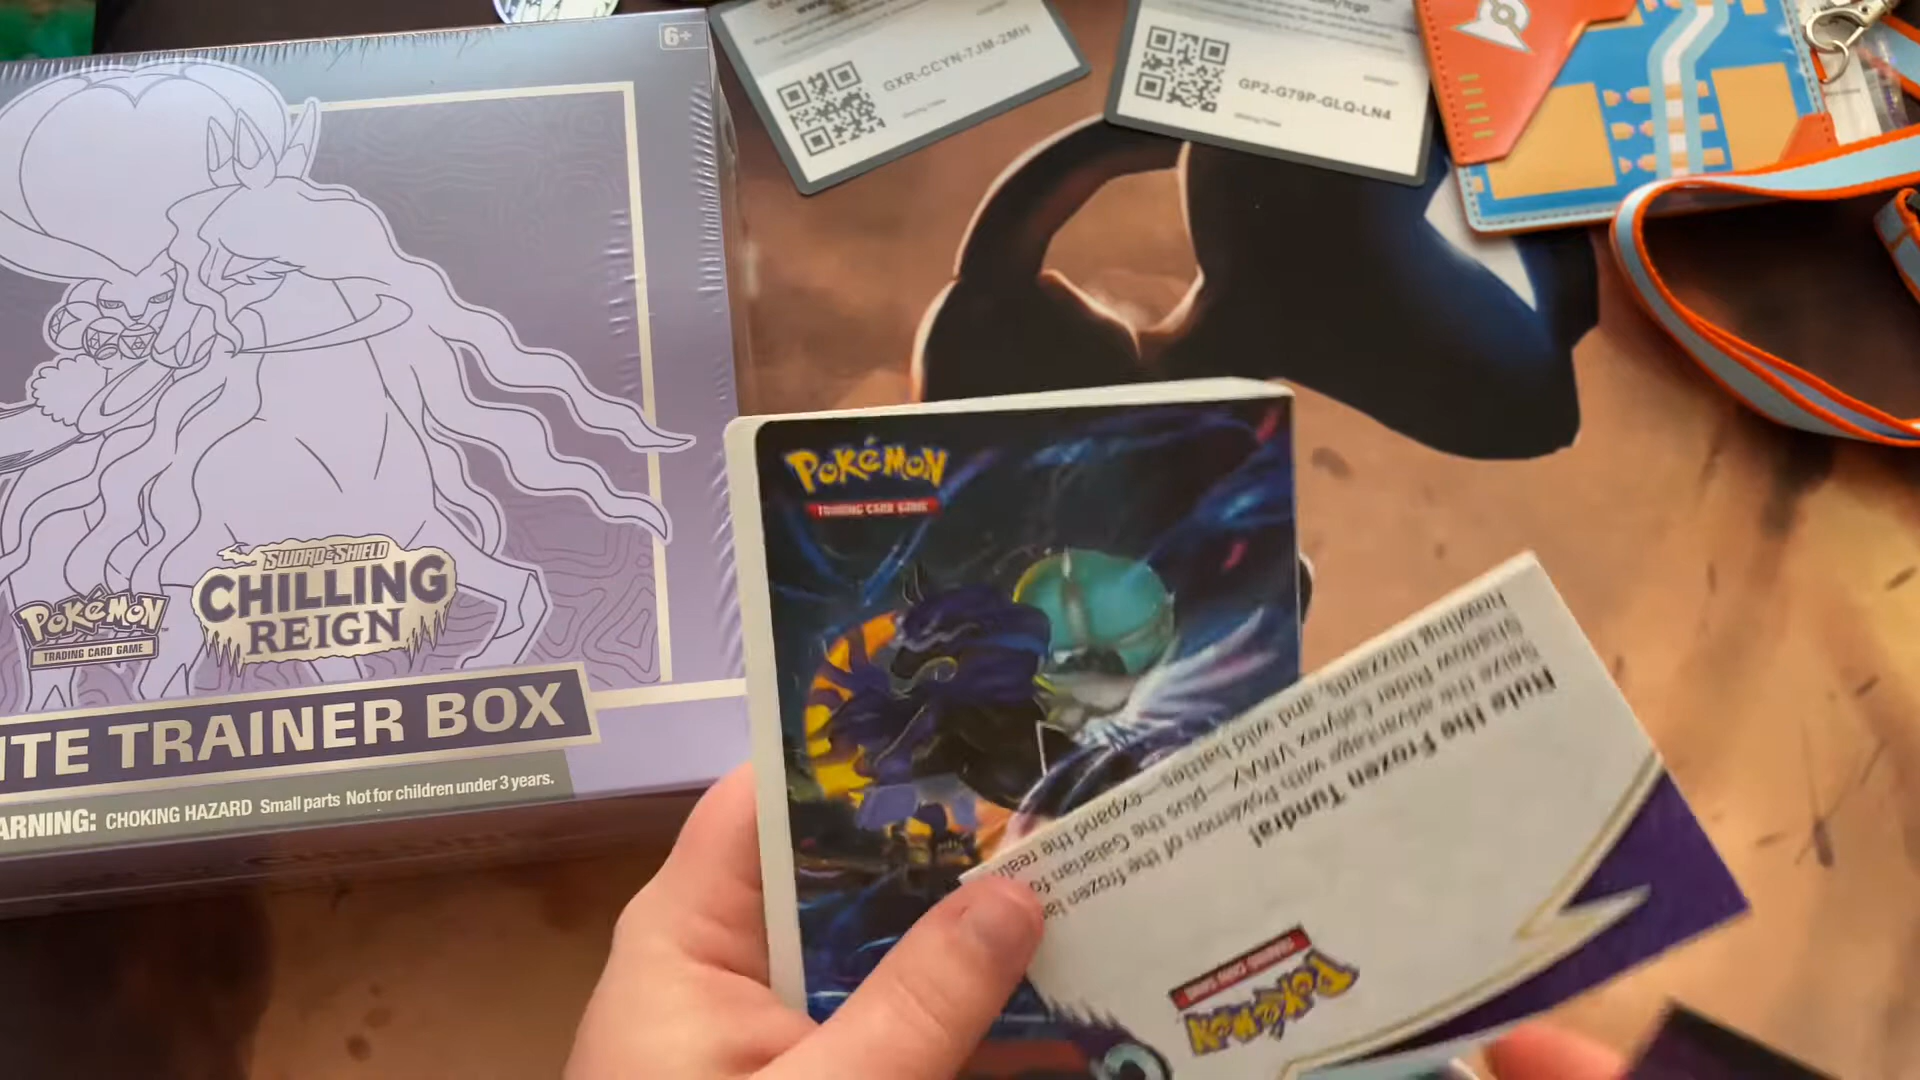 6+
SWORD & SHIELD
CHILLING
REIGN
POKéMON
TRADING CARD GAME
ITE TRAINER BOX
ARNING: CHOKING HAZARD Small parts Not for children under 3 years.
GXR-CCYN-7JM-2MH
GP2-G79P-GLQ-LN4
POKéMON
TRADING CARD GAME
Rule the Frozen Tundra!
Seize the advantage with Pokémon of the frozen
Shadow Rider Calyrex VMAX—plus the Galarian
howling blizzards, and wild battles—expand the
POKéMON
TRADING CARD GAME